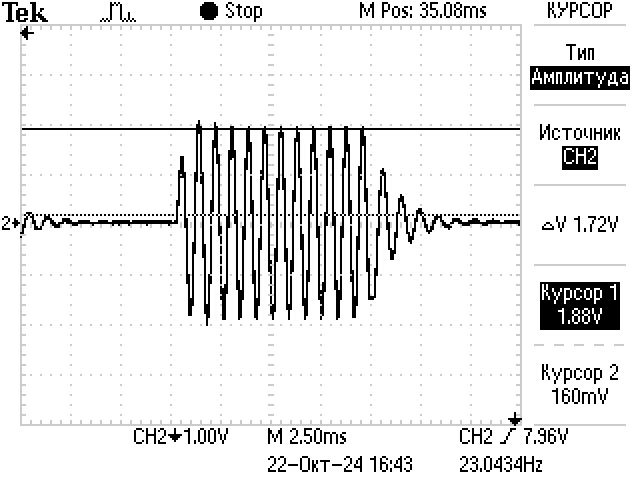 Tek Stop M Pos: 35.08ms КУРСОР
Тип
Амплитуда
Источник
CH2
2
△V 1.72V
Курсор 1
1.88V
Курсор 2
160mV
CH2 1.00V M 2.50ms CH2 7.96V
22-Окт-24 16:43 23.0434Hz